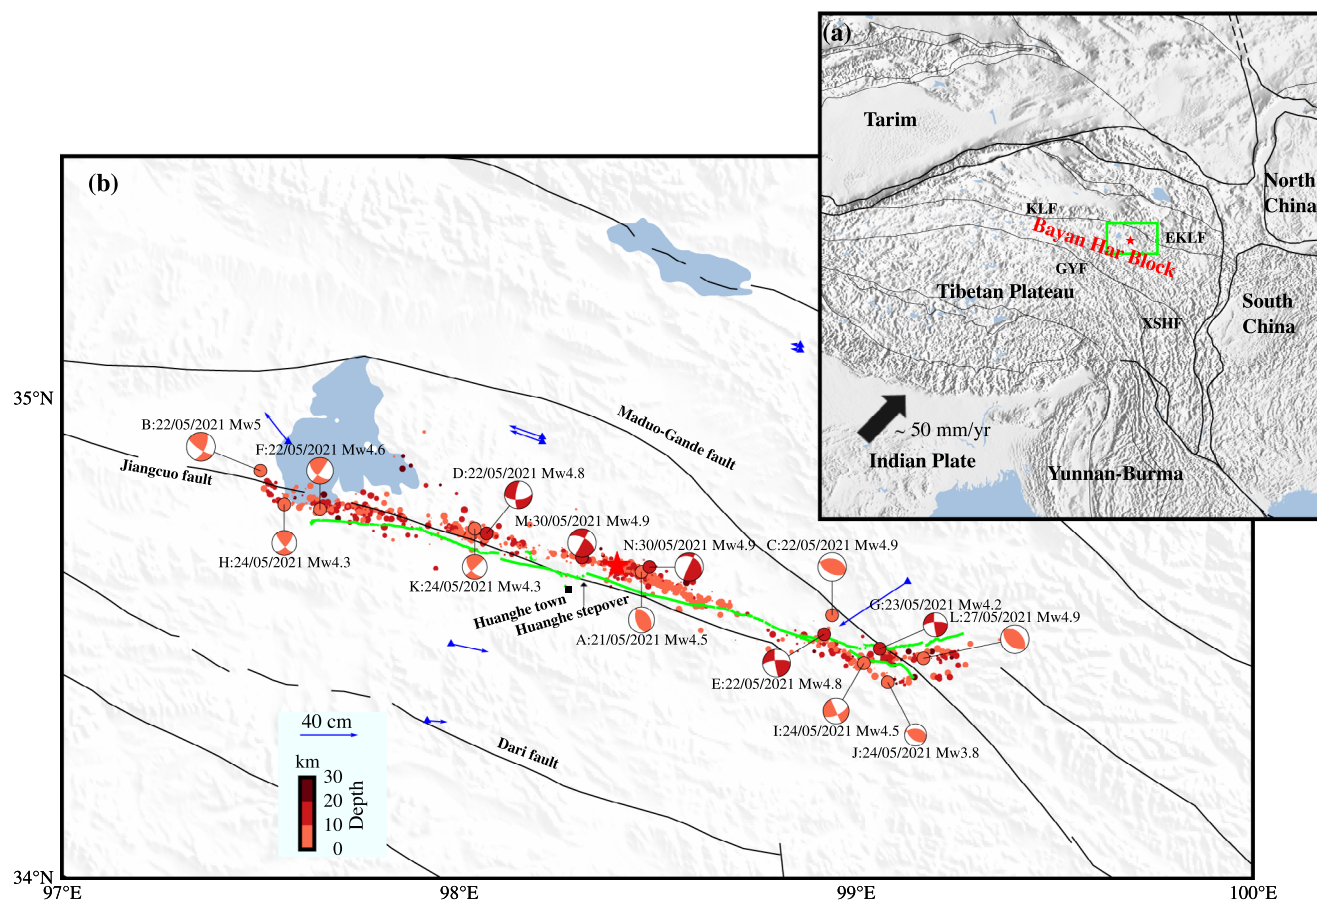 (a)
Tarim
North
China
KLF
EKLF
Bayan Har Block
GYF
Tibetan Plateau
South
China
XSHF
~ 50 mm/yr
Indian Plate
Yunnan-Burma
(b)
35°N
B:22/05/2021 Mw5
F:22/05/2021 Mw4.6
Jiangcuo fault
Maduo-Gande fault
D:22/05/2021 Mw4.8
M:30/05/2021 Mw4.9
N:30/05/2021 Mw4.9
C:22/05/2021 Mw4.9
H:24/05/2021 Mw4.3
K:24/05/2021 Mw4.3
Huanghe town
Huanghe stepover
A:21/05/2021 Mw4.5
G:23/05/2021 Mw4.2
L:27/05/2021 Mw4.9
E:22/05/2021 Mw4.8
I:24/05/2021 Mw4.5
J:24/05/2021 Mw3.8
Dari fault
40 cm
km
30
20
10
0
Depth
34°N
97°E
98°E
99°E
100°E